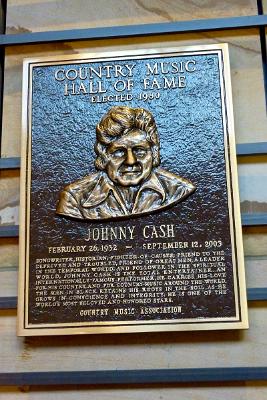 COUNTRY MUSIC
HALL OF FAME
ELECTED 1980
JOHNNY CASH
FEBRUARY 26, 1932 — SEPTEMBER 12, 2003
SONGWRITER, HISTORIAN, FIGHTER OF CAUSES, FRIEND TO THE
DEPRIVED AND TROUBLED, FRIEND OF GREAT MEN, A LEADER
IN THE TEMPORAL WORLD AND FOLLOWER IN THE SPIRITUAL
WORLD, JOHNNY CASH IS THE TOTAL ENTERTAINER. AN
INTERNATIONALLY-FAMOUS PERFORMER, HE CARRIES HIS LOVE
FOR HIS COUNTRY, AND FOR COUNTRY MUSIC AROUND THE WORLD.
THE MAN IN BLACK KEEPING HIS ROOTS IN THE SOIL AS HE
GROWS IN CONSCIENCE AND INTEGRITY, HE IS ONE OF THE
WORLD'S MOST BELOVED AND HONORED STARS.
COUNTRY MUSIC ASSOCIATION